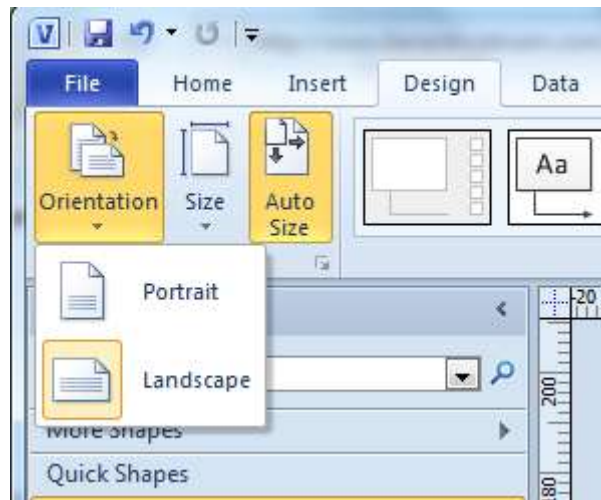 V
File Home Insert Design Data
Orientation Size Auto Size
Aa
Portrait
Landscape
-20
200
More Shapes
Quick Shapes
180